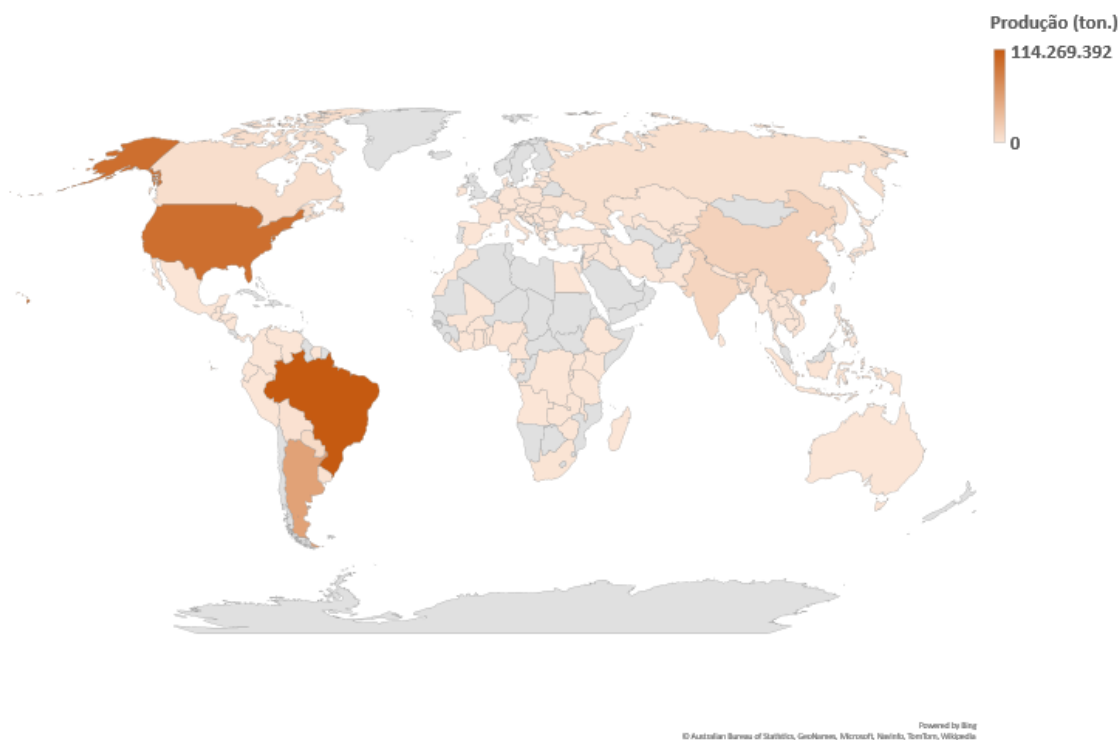 Produção (ton.)
114.269.392
0
Powered by Bing
© Australian Bureau of Statistics, GeoNames, Microsoft, Navinfo, TomTom, Wikipedia